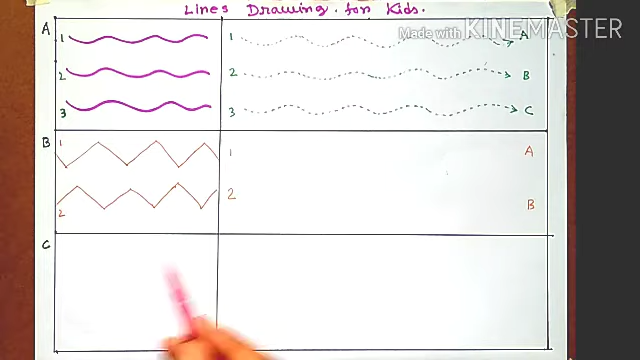 Lines Drawing for Kids.
Made with KINEMASTER
A
1 1 A
2 2 B
3 3 C
B
1 1 A
2 2 B
C